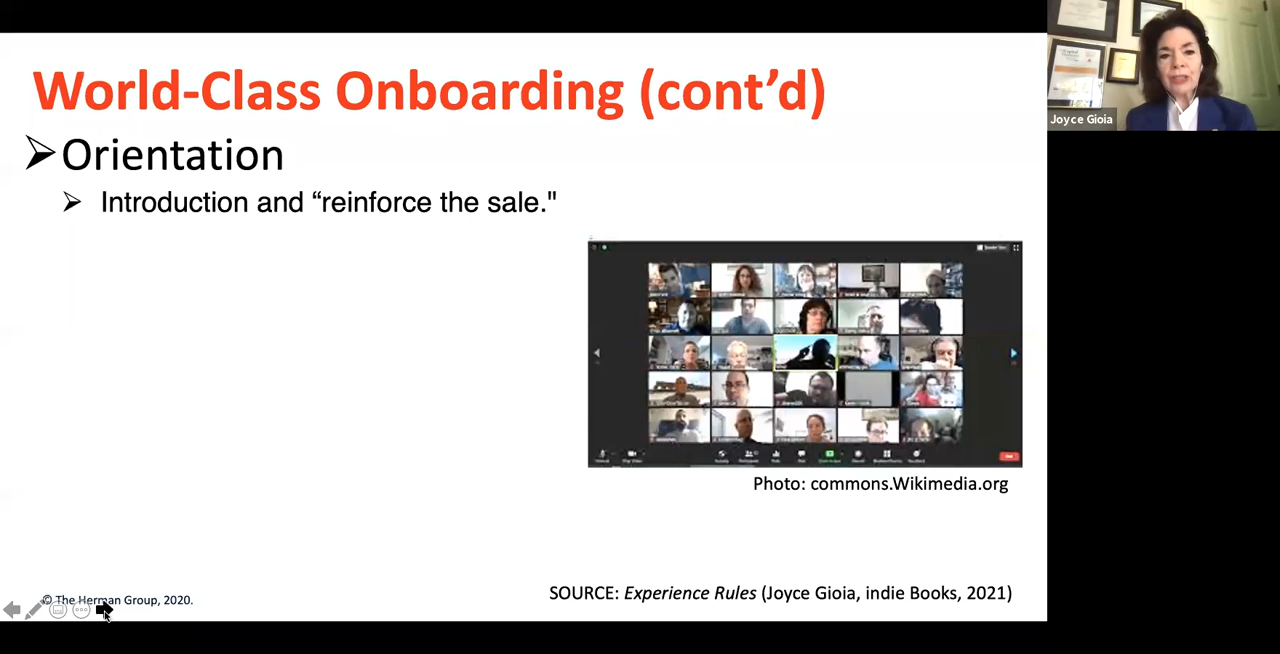 World-Class Onboarding (cont’d)
Orientation
Introduction and “reinforce the sale."
Photo: commons.Wikimedia.org
SOURCE: Experience Rules (Joyce Gioia, indie Books, 2021)
© The Herman Group, 2020.
Joyce Gioia